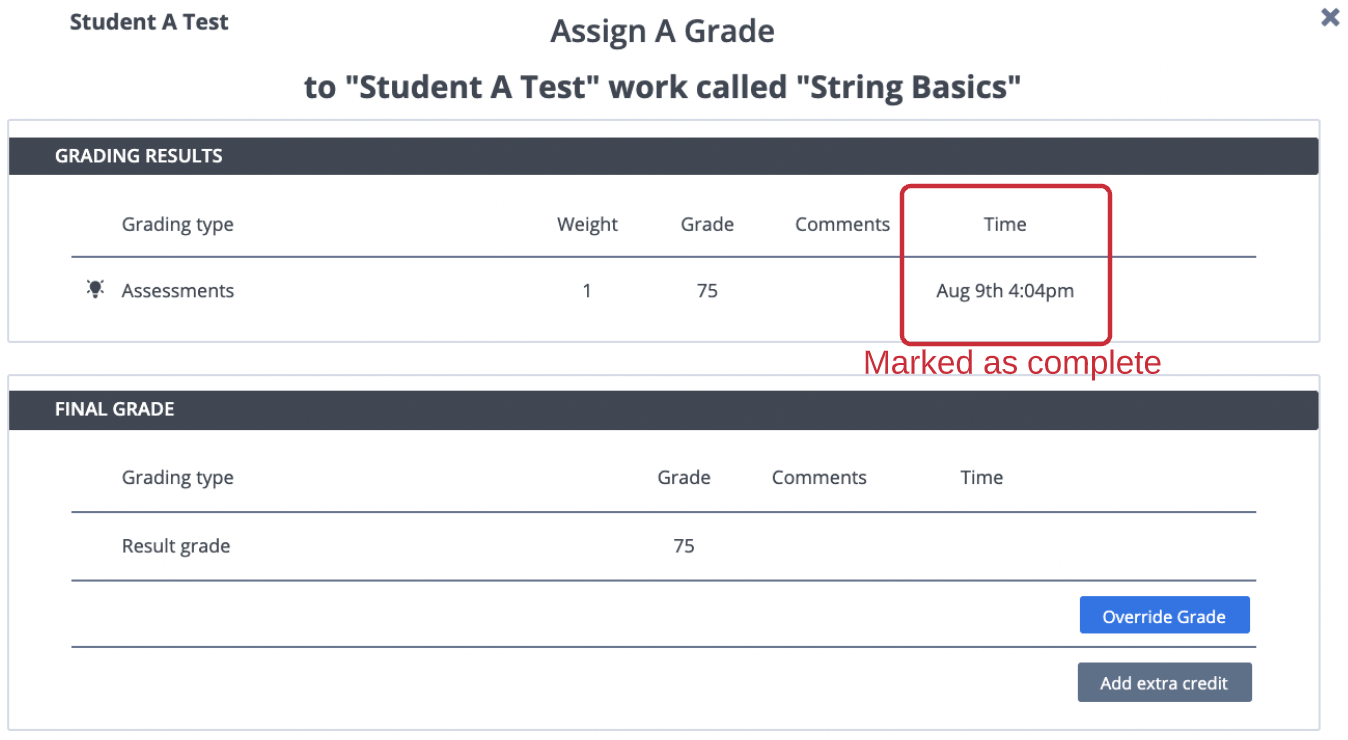 Student A Test
Assign A Grade
to "Student A Test" work called "String Basics"
GRADING RESULTS
Grading type Weight Grade Comments Time
Assessments 1 75 Aug 9th 4:04pm
Marked as complete
FINAL GRADE
Grading type Grade Comments Time
Result grade 75
Override Grade
Add extra credit